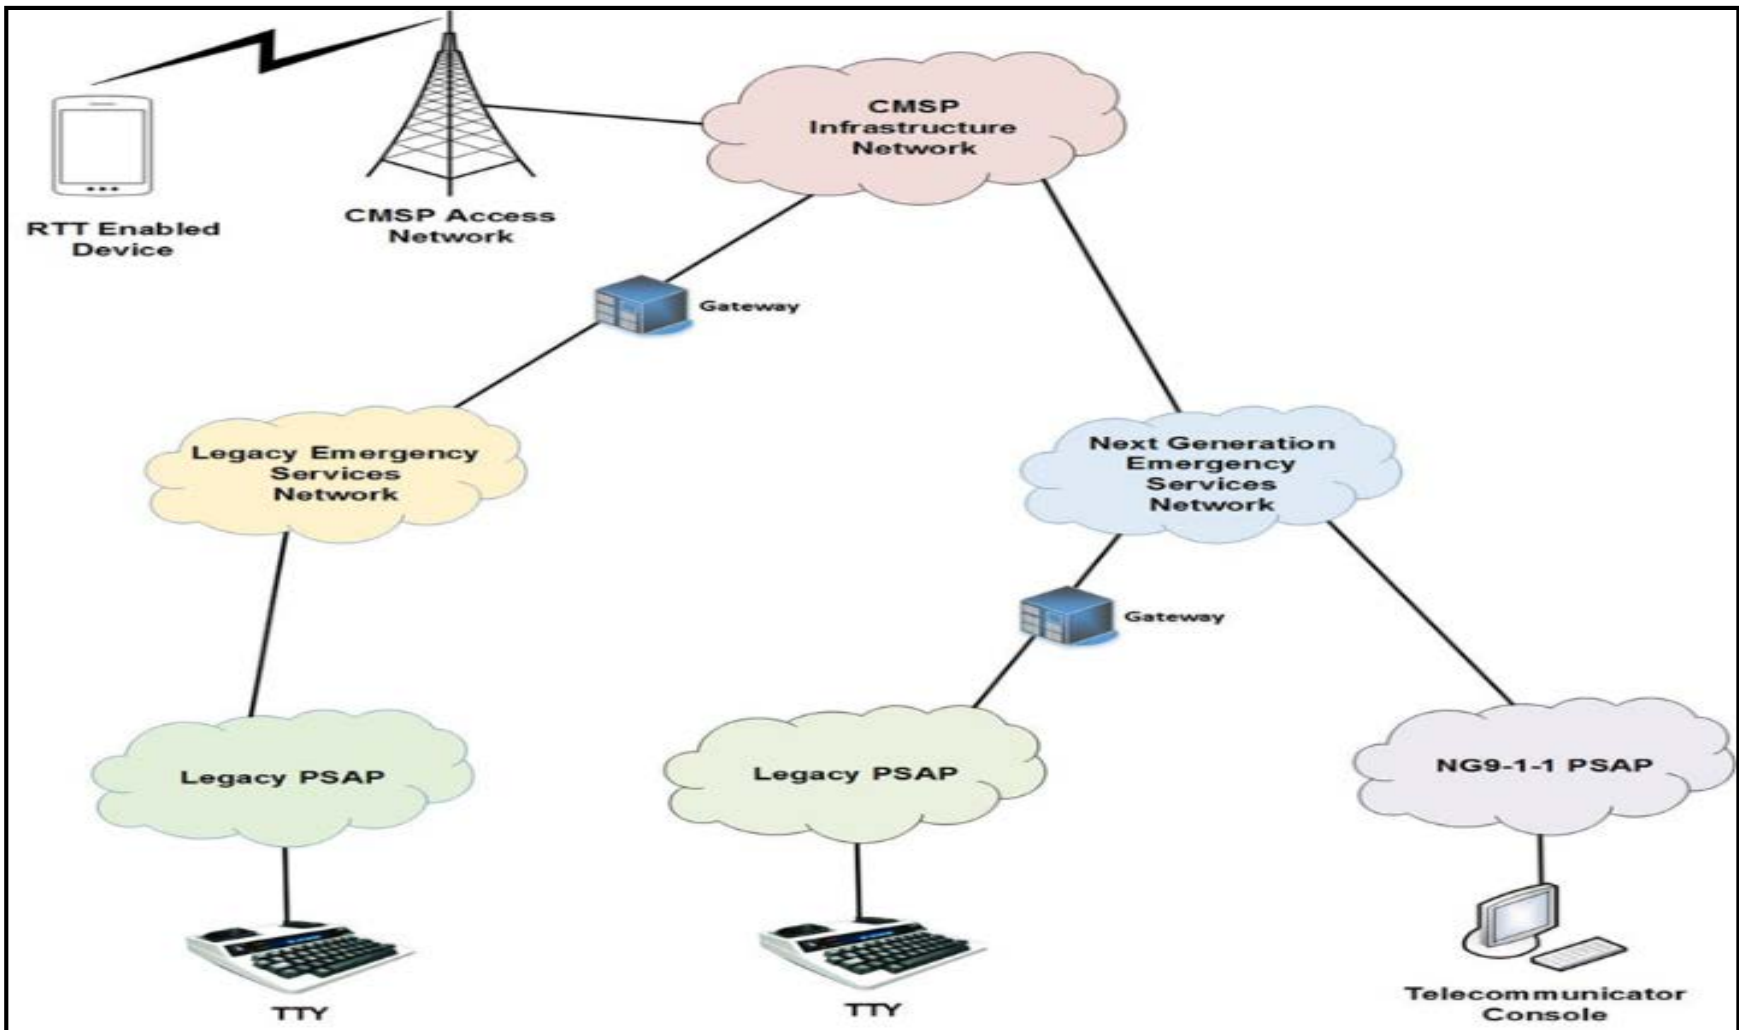 CMSP
Infrastructure
Network
RTT Enabled
Device
CMSP Access
Network
Gateway
Legacy Emergency
Services
Network
Next Generation
Emergency
Services
Network
Gateway
Legacy PSAP
Legacy PSAP
NG9-1-1 PSAP
TTY
TTY
Telecommunicator
Console